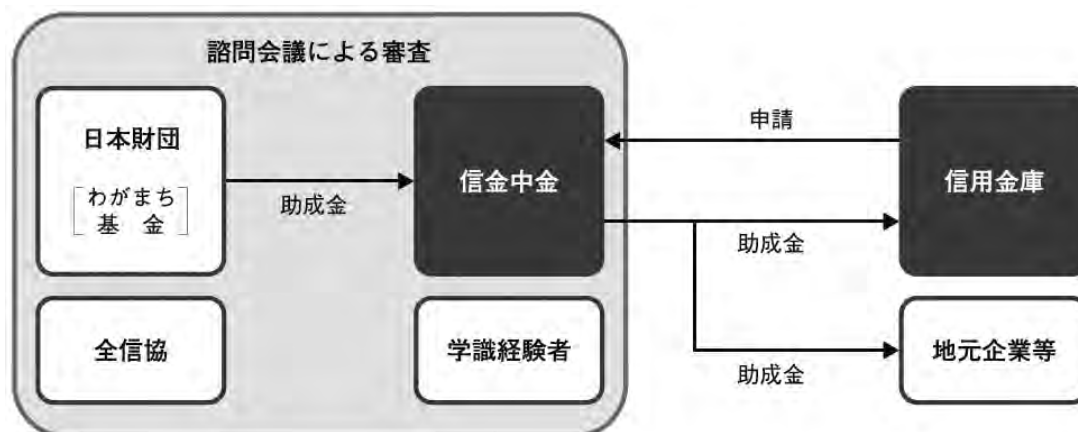 諮問会議による審査
日本財団
わがまち
基　金
助成金
信金中金
申請
助成金
信用金庫
全信協
学識経験者
助成金
地元企業等